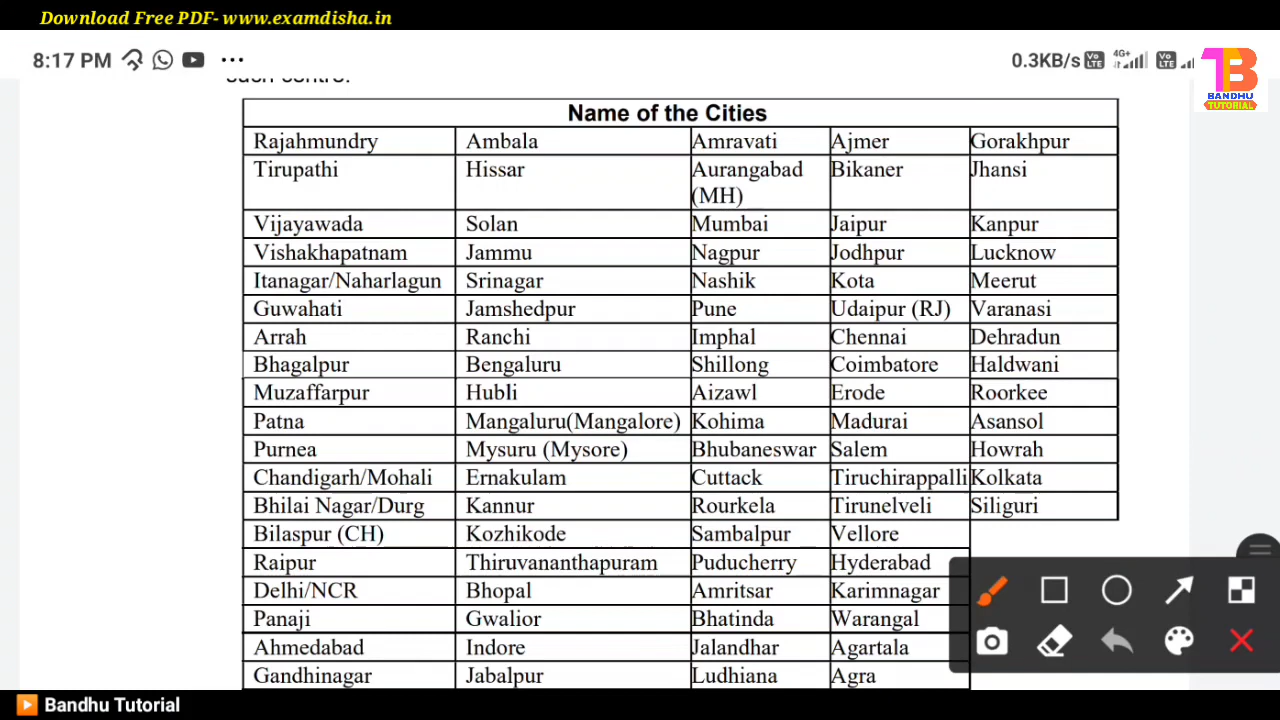 Download Free PDF- www.examdisha.in
8:17 PM ... 0.3KB/s Vo LTE 4G+ Vo LTE
TB
BANDHU
TUTORIAL
Name of the Cities
Rajahmundry Ambala Amravati Ajmer Gorakhpur
Tirupathi Hissar Aurangabad Bikaner Jhansi
(MH)
Vijayawada Solan Mumbai Jaipur Kanpur
Vishakhapatnam Jammu Nagpur Jodhpur Lucknow
Itanagar/Naharlagun Srinagar Nashik Kota Meerut
Guwahati Jamshedpur Pune Udaipur (RJ) Varanasi
Arrah Ranchi Imphal Chennai Dehradun
Bhagalpur Bengaluru Shillong Coimbatore Haldwani
Muzaffarpur Hubli Aizawl Erode Roorkee
Patna Mangaluru(Mangalore) Kohima Madurai Asansol
Purnea Mysuru (Mysore) Bhubaneswar Salem Howrah
Chandigarh/Mohali Ernakulam Cuttack Tiruchirappalli Kolkata
Bhilai Nagar/Durg Kannur Rourkela Tirunelveli Siliguri
Bilaspur (CH) Kozhikode Sambalpur Vellore
Raipur Thiruvananthapuram Puducherry Hyderabad
Delhi/NCR Bhopal Amritsar Karimnagar
Panaji Gwalior Bhatinda Warangal
Ahmedabad Indore Jalandhar Agartala
Gandhinagar Jabalpur Ludhiana Agra
Bandhu Tutorial